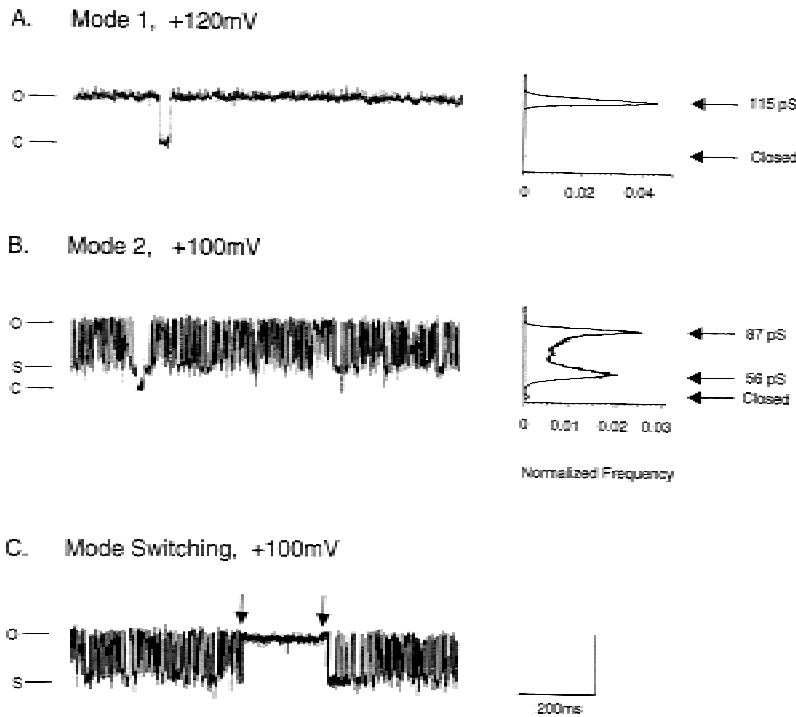 A. Mode 1, +120mV
O
C
115 pS
Closed
0 0.02 0.04
B. Mode 2, +100mV
O
S
C
87 pS
56 pS
Closed
0 0.01 0.02 0.03
Normalized Frequency
C. Mode Switching, +100mV
O
S
200ms